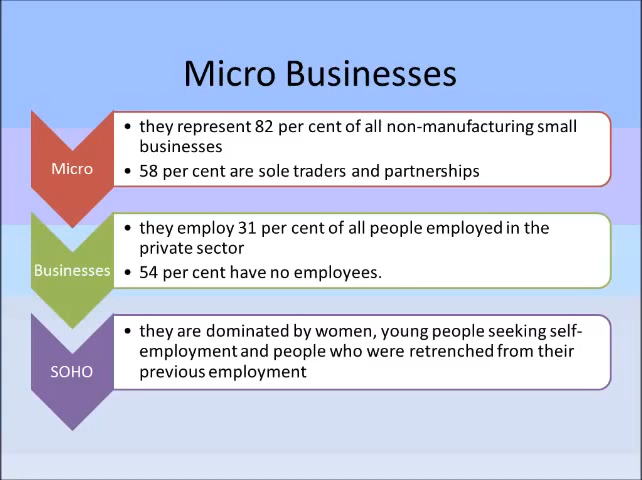 Micro Businesses
Micro
• they represent 82 per cent of all non-manufacturing small
businesses
• 58 per cent are sole traders and partnerships
Businesses
• they employ 31 per cent of all people employed in the
private sector
• 54 per cent have no employees.
SOHO
• they are dominated by women, young people seeking self-
employment and people who were retrenched from their
previous employment